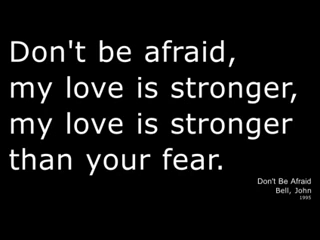 Don't be afraid,
my love is stronger,
my love is stronger
than your fear.
Don't Be Afraid
Bell, John
1995